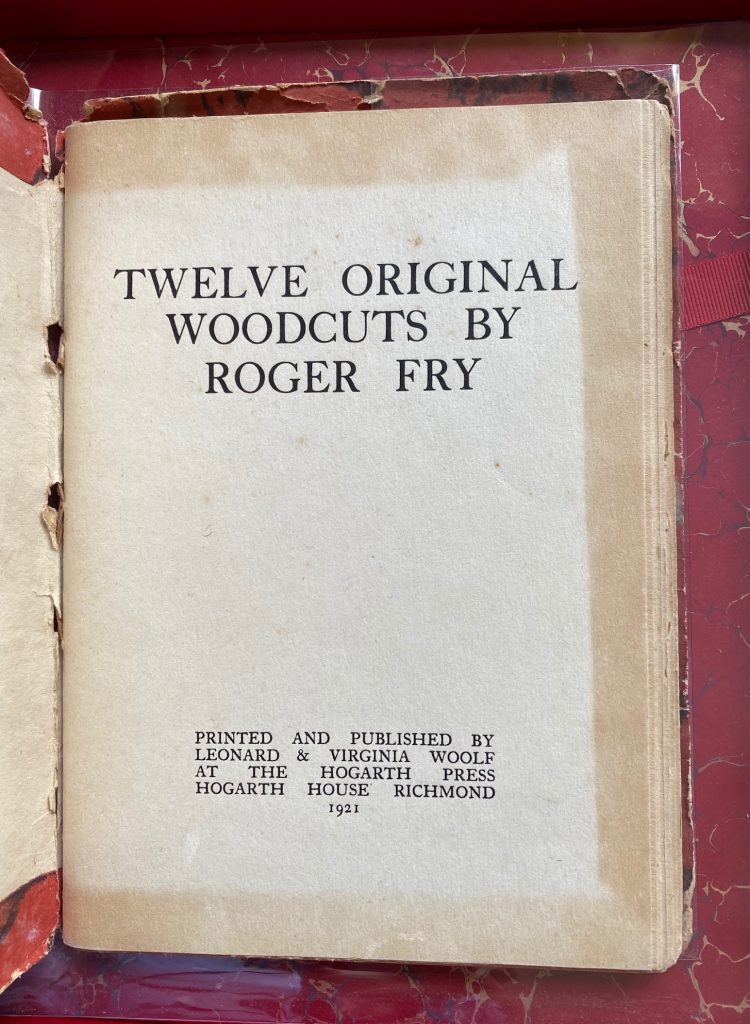 TWELVE ORIGINAL
WOODCUTS BY
ROGER FRY
PRINTED AND PUBLISHED BY
LEONARD & VIRGINIA WOOLF
AT THE HOGARTH PRESS
HOGARTH HOUSE RICHMOND
1921